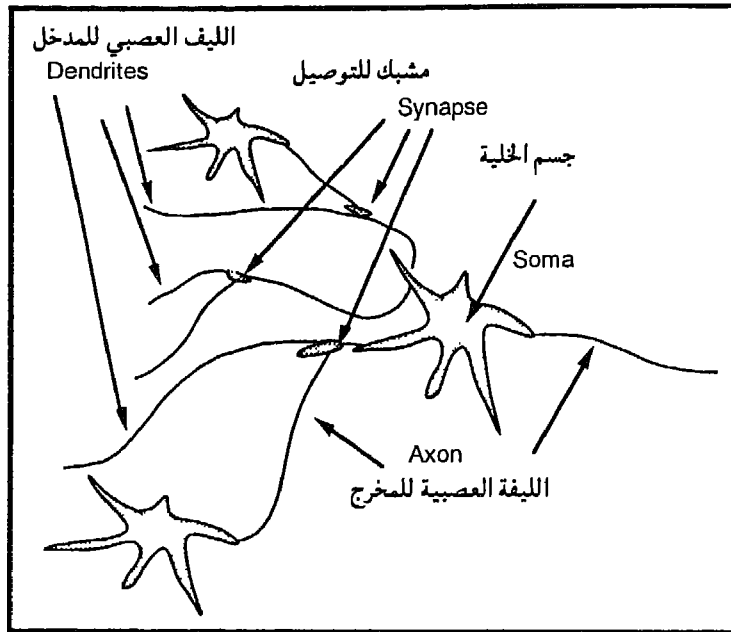 الليف العصبي للمدخل
Dendrites
مشبك للتوصيل
Synapse
جسم الخلية
Soma
Axon
الليفة العصبية للمخرج